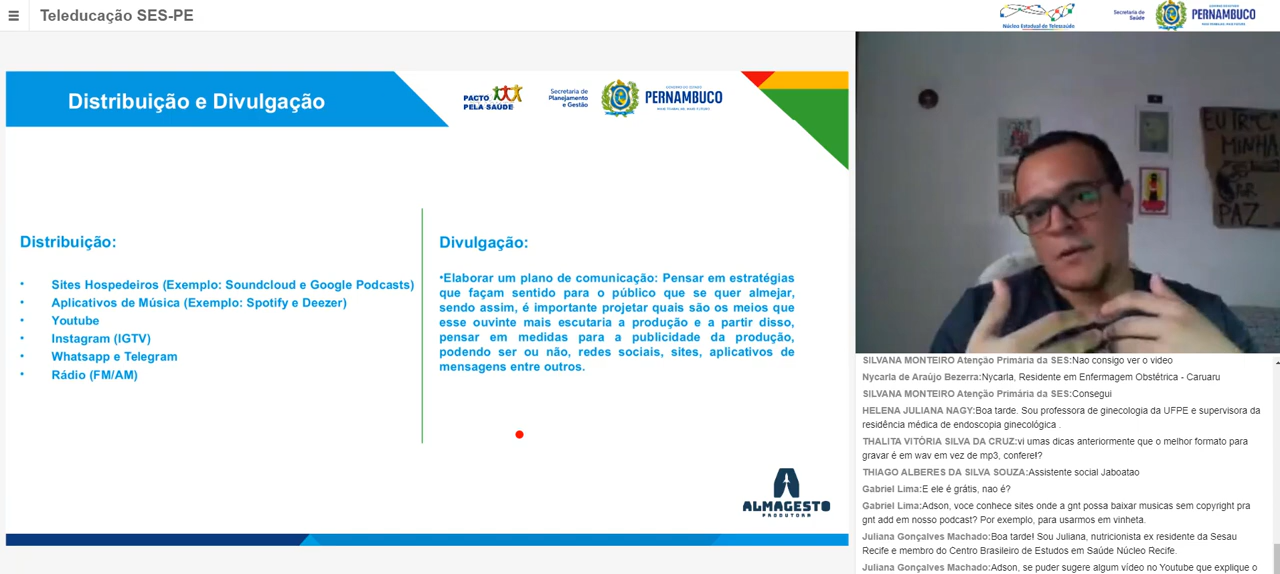 Teleducação SES-PE
Núcleo Estadual de Telessaúde
Secretaria de
Saúde
PERNAMBUCO
Distribuição e Divulgação
PACTO
PELA SAÚDE
Secretaria de
Planejamento
e Gestão
GOVERNO DO ESTADO
PERNAMBUCO
MAIS TRABALHO, MAIS FUTURO
Distribuição:
• Sites Hospedeiros (Exemplo: Soundcloud e Google Podcasts)
• Aplicativos de Música (Exemplo: Spotify e Deezer)
• Youtube
• Instagram (IGTV)
• Whatsapp e Telegram
• Rádio (FM/AM)
Divulgação:
•Elaborar um plano de comunicação: Pensar em estratégias
que façam sentido para o público que se quer almejar,
sendo assim, é importante projetar quais são os meios que
esse ouvinte mais escutaria a produção e a partir disso,
pensar em medidas para a publicidade da produção,
podendo ser ou não, redes sociais, sites, aplicativos de
mensagens entre outros.
ALMAGESTO
PRODUTORA
MINHA
POR
PAZ
SILVANA MONTEIRO Atenção Primária da SES:Nao consigo ver o video
Nycarla de Araújo Bezerra:Nycarla, Residente em Enfermagem Obstétrica - Caruaru
SILVANA MONTEIRO Atenção Primária da SES:Consegui
HELENA JULIANA NAGY:Boa tarde. Sou professora de ginecologia da UFPE e supervisora da
residência médica de endoscopia ginecológica .
THALITA VITÓRIA SILVA DA CRUZ:vi umas dicas anteriormente que o melhor formato para
gravar é em wav em vez de mp3, confere!?
THIAGO ALBERES DA SILVA SOUZA:Assistente social Jaboatao
Gabriel Lima:E ele é grátis, nao é?
Gabriel Lima:Adson, voce conhece sites onde a gnt possa baixar musicas sem copyright pra
gnt add em nosso podcast? Por exemplo, para usarmos em vinheta.
Juliana Gonçalves Machado:Boa tarde! Sou Juliana, nutricionista ex residente da Sesau
Recife e membro do Centro Brasileiro de Estudos em Saúde Núcleo Recife.
Juliana Gonçalves Machado:Adson, se puder sugere algum vídeo no Youtube que explique o